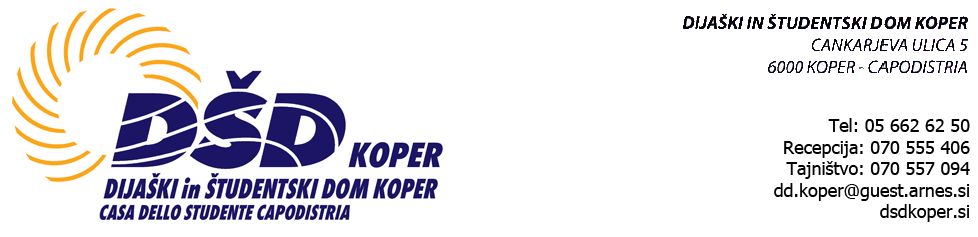 DŠD KOPER
DIJAŠKI in ŠTUDENTSKI DOM KOPER
CASA DELLO STUDENTE CAPODISTRIA
DIJAŠKI IN ŠTUDENTSKI DOM KOPER
CANKARJEVA ULICA 5
6000 KOPER - CAPODISTRIA
Tel: 05 662 62 50
Recepcija: 070 555 406
Tajništvo: 070 557 094
dd.koper@guest.arnes.si
dsdkoper.si